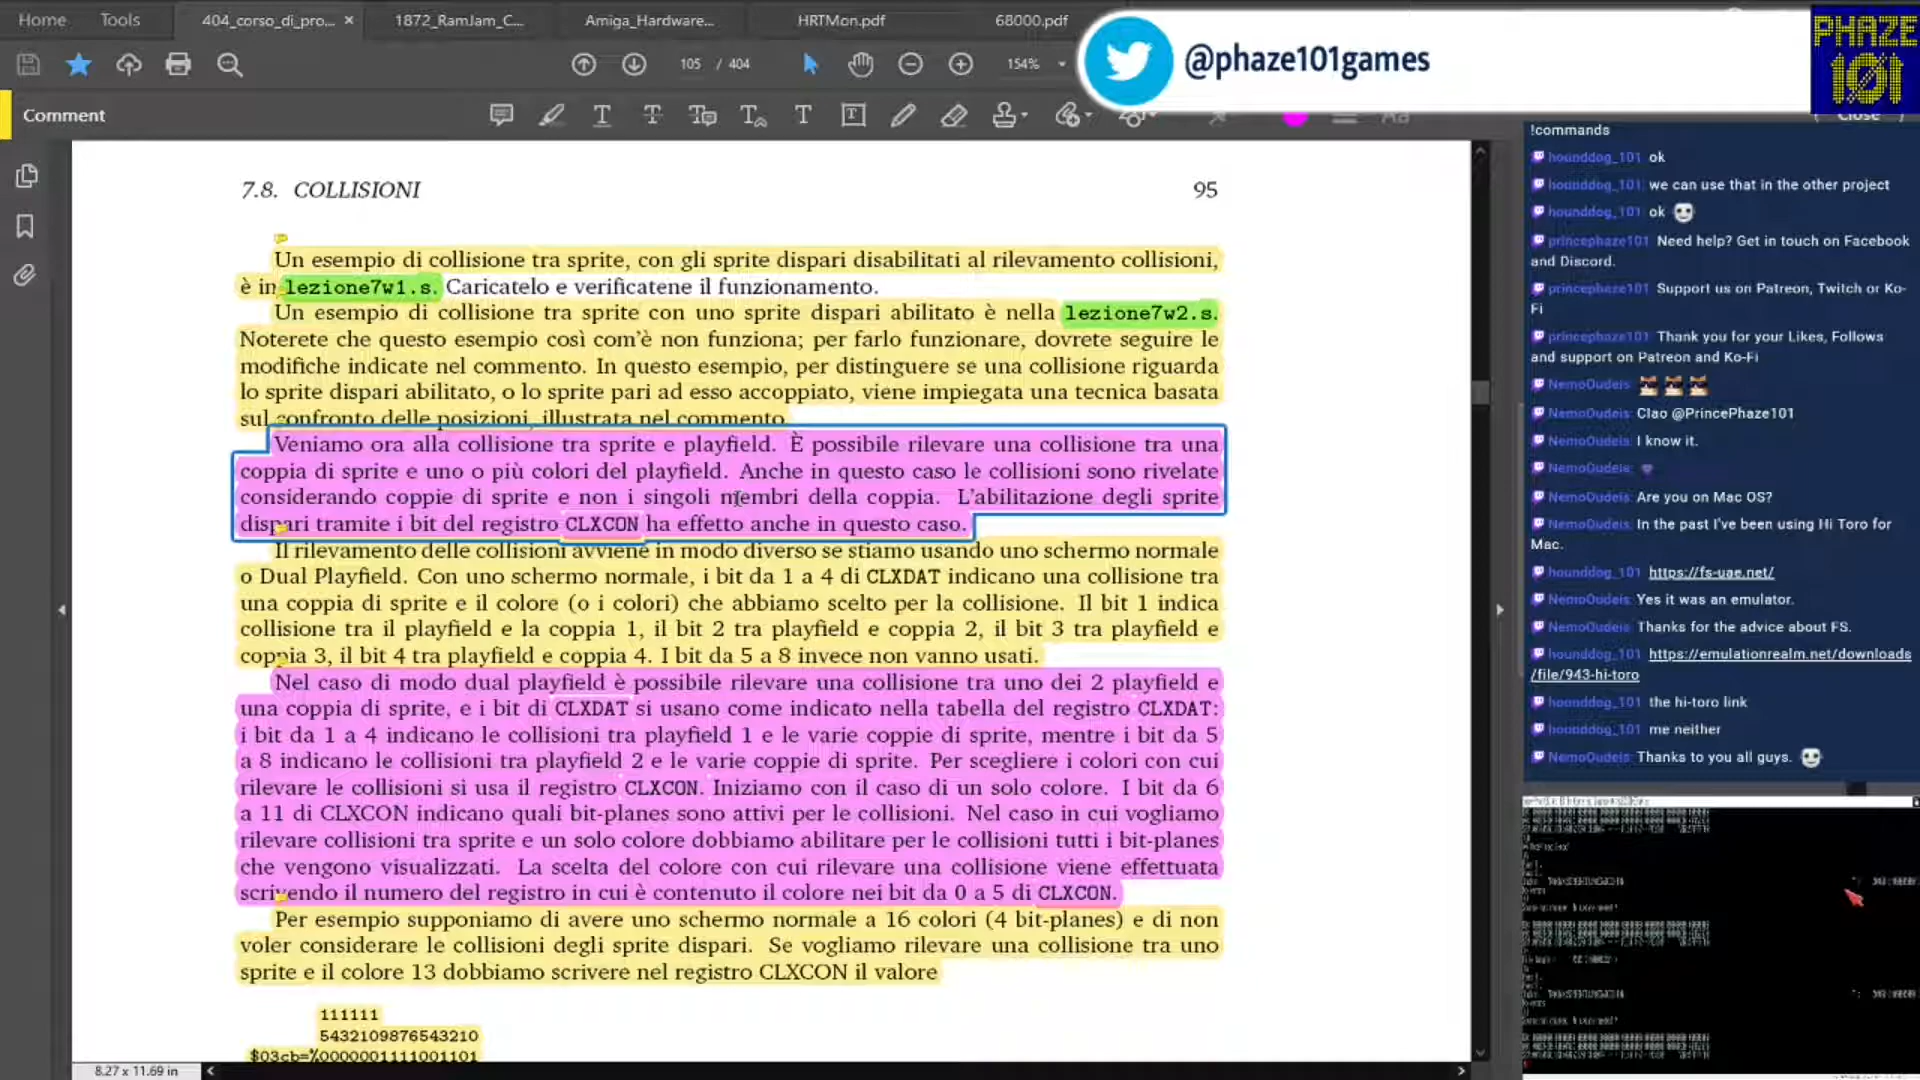 Home
Tools
404_corso_di_pro...
1872_RamJam_C...
Amiga_Hardware...
HRTMon.pdf
68000.pdf
@phaze101games
PHAZE
101
105 / 404
154%
Comment
Close
7.8. COLLISIONI 95
Un esempio di collisione tra sprite, con gli sprite dispari disabilitati al rilevamento collisioni,
è in lezione7w1.s. Caricatelo e verificatene il funzionamento.
Un esempio di collisione tra sprite con uno sprite dispari abilitato è nella lezione7w2.s.
Noterete che questo esempio così com'è non funziona; per farlo funzionare, dovrete seguire le
modifiche indicate nel commento. In questo esempio, per distinguere se una collisione riguarda
lo sprite dispari abilitato, o lo sprite pari ad esso accoppiato, viene impiegata una tecnica basata
sul confronto delle posizioni, illustrata nel commento.
Veniamo ora alla collisione tra sprite e playfield. È possibile rilevare una collisione tra una
coppia di sprite e uno o più colori del playfield. Anche in questo caso le collisioni sono rivelate
considerando coppie di sprite e non i singoli membri della coppia. L'abilitazione degli sprite
dispari tramite i bit del registro CLXCON ha effetto anche in questo caso.
Il rilevamento delle collisioni avviene in modo diverso se stiamo usando uno schermo normale
o Dual Playfield. Con uno schermo normale, i bit da 1 a 4 di CLXDAT indicano una collisione tra
una coppia di sprite e il colore (o i colori) che abbiamo scelto per la collisione. Il bit 1 indica
collisione tra il playfield e la coppia 1, il bit 2 tra playfield e coppia 2, il bit 3 tra playfield e
coppia 3, il bit 4 tra playfield e coppia 4. I bit da 5 a 8 invece non vanno usati.
Nel caso di modo dual playfield è possibile rilevare una collisione tra uno dei 2 playfield e
una coppia di sprite, e i bit di CLXDAT si usano come indicato nella tabella del registro CLXDAT:
i bit da 1 a 4 indicano le collisioni tra playfield 1 e le varie coppie di sprite, mentre i bit da 5
a 8 indicano le collisioni tra playfield 2 e le varie coppie di sprite. Per scegliere i colori con cui
rilevare le collisioni si usa il registro CLXCON. Iniziamo con il caso di un solo colore. I bit da 6
a 11 di CLXCON indicano quali bit-planes sono attivi per le collisioni. Nel caso in cui vogliamo
rilevare collisioni tra sprite e un solo colore dobbiamo abilitare per le collisioni tutti i bit-planes
che vengono visualizzati. La scelta del colore con cui rilevare una collisione viene effettuata
scrivendo il numero del registro in cui è contenuto il colore nei bit da 0 a 5 di CLXCON.
Per esempio supponiamo di avere uno schermo normale a 16 colori (4 bit-planes) e di non
voler considerare le collisioni degli sprite dispari. Se vogliamo rilevare una collisione tra uno
sprite e il colore 13 dobbiamo scrivere nel registro CLXCON il valore
111111
5432109876543210
$03cb=%0000001111001101
8.27 x 11.69 in
!commands
hounddog_101 ok
hounddog_101 we can use that in the other project
hounddog_101 ok
princephaze101 Need help? Get in touch on Facebook
and Discord.
princephaze101 Support us on Patreon, Twitch or Ko-
Fi
princephaze101 Thank you for your Likes, Follows
and support on Patreon and Ko-Fi
NemoOudeis
NemoOudeis CIao @PrincePhaze101
NemoOudeis I know it.
NemoOudeis
NemoOudeis Are you on Mac OS?
NemoOudeis In the past I've been using Hi Toro for
Mac.
hounddog_101 https://fs-uae.net/
NemoOudeis Yes it was an emulator.
NemoOudeis Thanks for the advice about FS.
hounddog_101 https://emulationrealm.net/downloads
/file/943-hi-toro
hounddog_101 the hi-toro link
hounddog_101 me neither
NemoOudeis Thanks to you all guys.